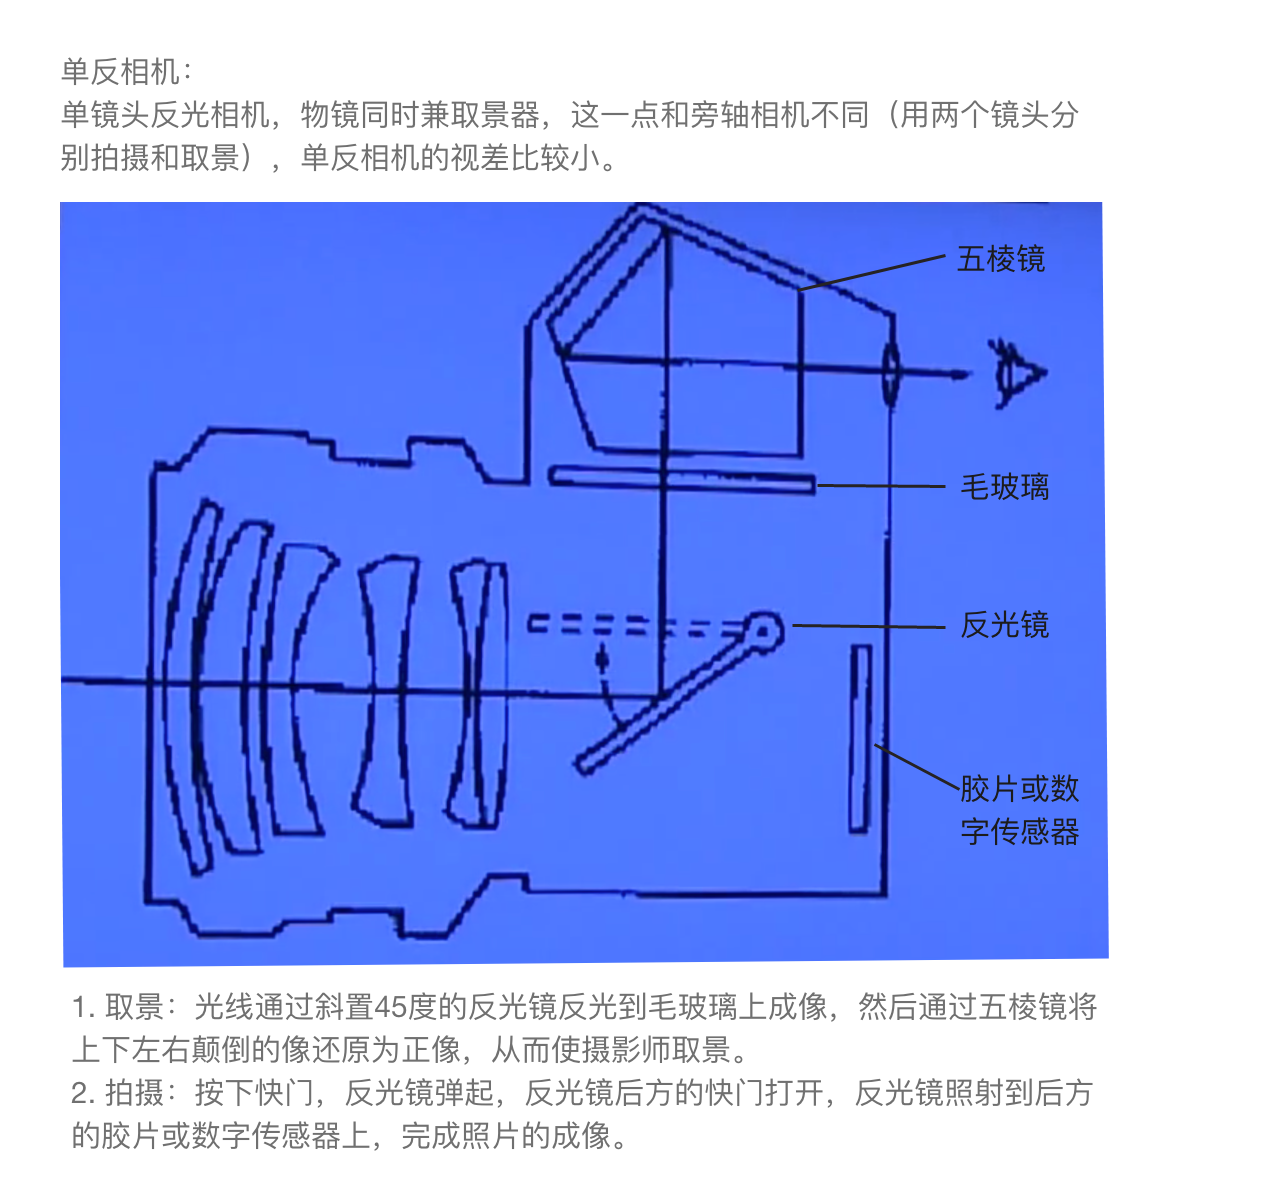 单反相机：
单镜头反光相机，物镜同时兼取景器，这一点和旁轴相机不同（用两个镜头分
别拍摄和取景），单反相机的视差比较小。
五棱镜
毛玻璃
反光镜
胶片或数
字传感器
1. 取景：光线通过斜置45度的反光镜反光到毛玻璃上成像，然后通过五棱镜将
上下左右颠倒的像还原为正像，从而使摄影师取景。
2. 拍摄：按下快门，反光镜弹起，反光镜后方的快门打开，反光镜照射到后方
的胶片或数字传感器上，完成照片的成像。